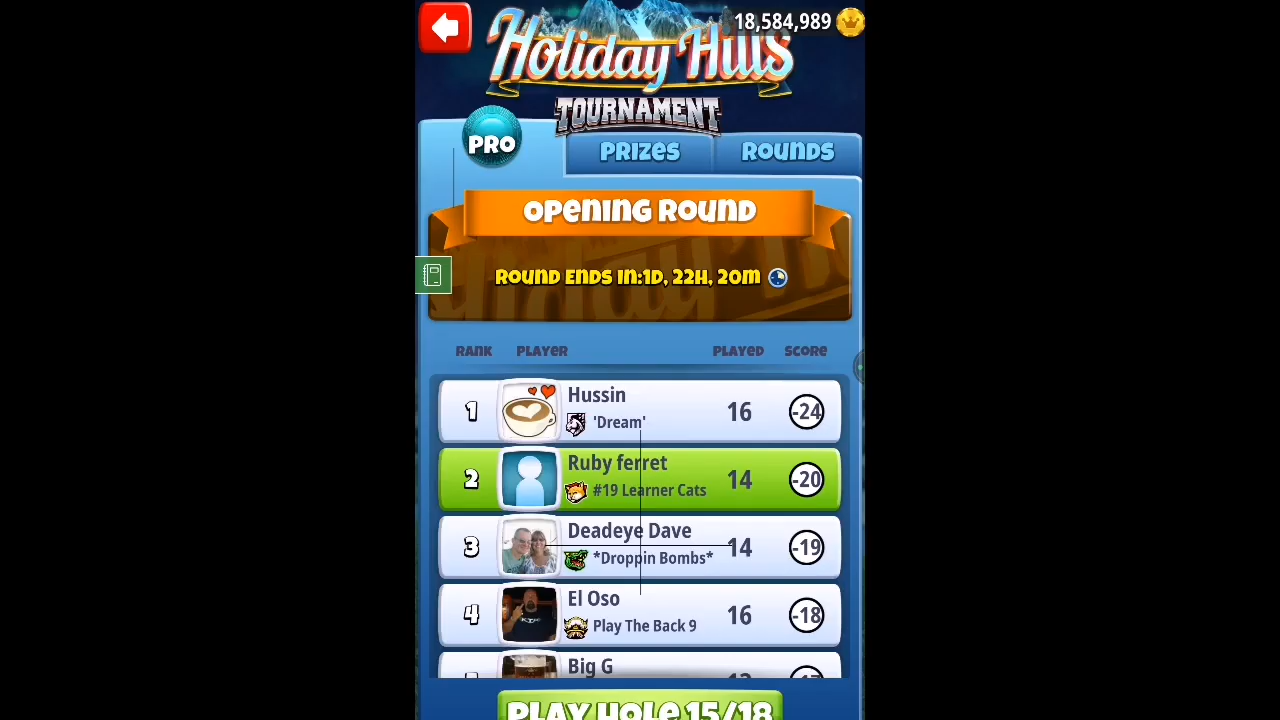 18,584,989
Holiday Hills
TOURNAMENT
PRO
PRIZES
ROUNDS
OPENING ROUND
ROUND ENDS IN:1D, 22H, 20M
RANK PLAYER PLAYED SCORE
1 Hussin 16 -24
'Dream'
2 Ruby ferret 14 -20
#19 Learner Cats
3 Deadeye Dave 14 -19
*Droppin Bombs*
4 El Oso 16 -18
Play The Back 9
Big G
PLAY HOLE 15/18